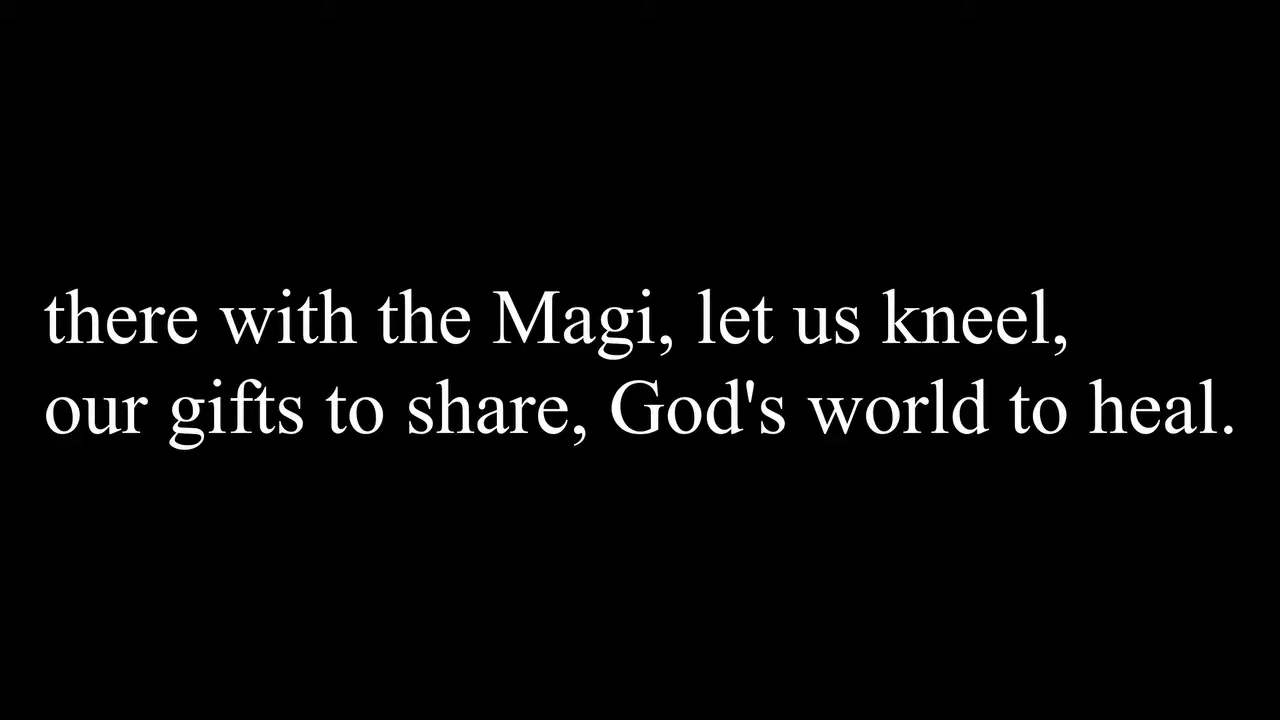 there with the Magi, let us kneel,
our gifts to share, God's world to heal.